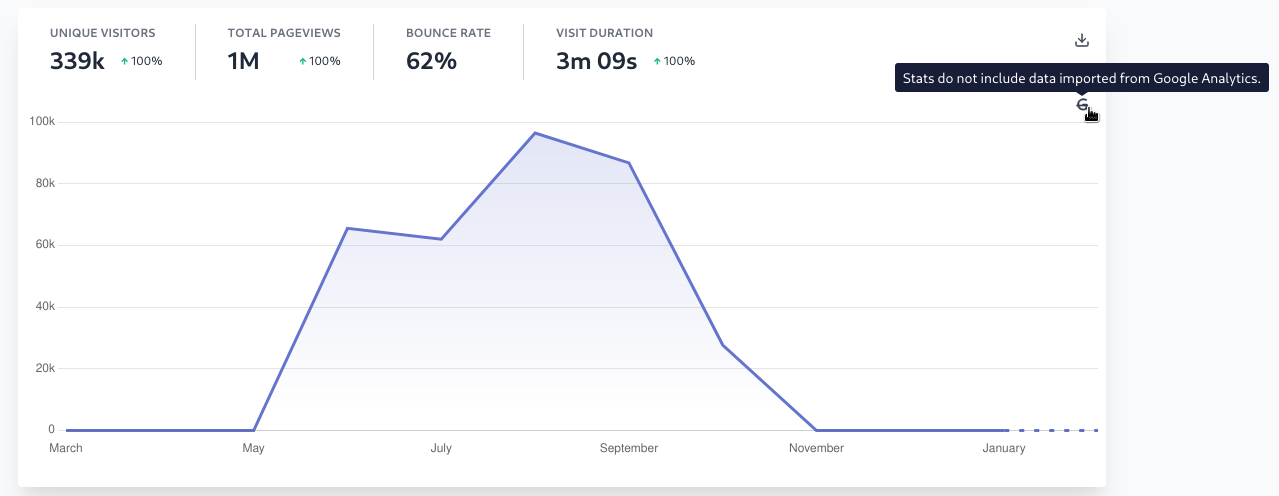 UNIQUE VISITORS
339k 100%
TOTAL PAGEVIEWS
1M 100%
BOUNCE RATE
62%
VISIT DURATION
3m 09s 100%
Stats do not include data imported from Google Analytics.
G
100k
80k
60k
40k
20k
0
March May July September November January